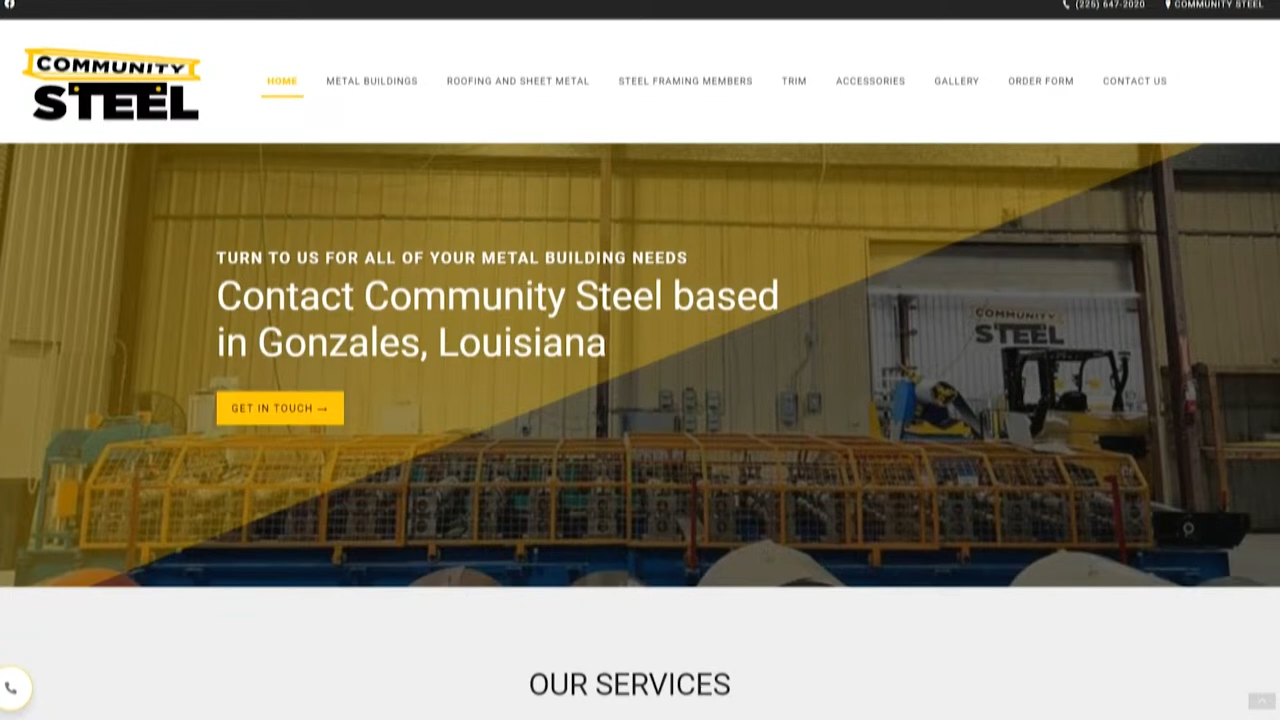 (225) 647-2020
COMMUNITY STEEL
COMMUNITY
STEEL
HOME
METAL BUILDINGS
ROOFING AND SHEET METAL
STEEL FRAMING MEMBERS
TRIM
ACCESSORIES
GALLERY
ORDER FORM
CONTACT US
TURN TO US FOR ALL OF YOUR METAL BUILDING NEEDS
Contact Community Steel based
in Gonzales, Louisiana
COMMUNITY
STEEL
GET IN TOUCH →
OUR SERVICES